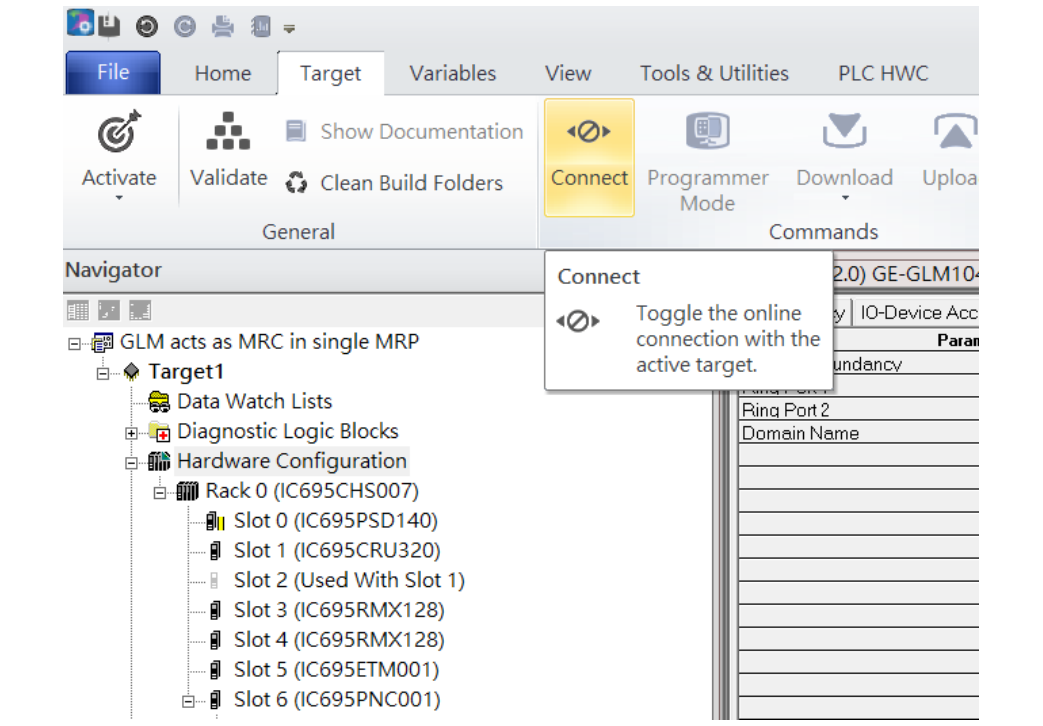 File Home Target Variables View Tools & Utilities PLC HWC
Activate
Validate
Show Documentation
Clean Build Folders
General
Connect
Programmer
Mode
Download
Uploa
Commands
Navigator
Connect
Toggle the online
connection with the
active target.
2.0) GE-GLM104
y IO-Device Acc
Param
undancy
Ring Port 2
Domain Name
GLM acts as MRC in single MRP
Target1
Data Watch Lists
Diagnostic Logic Blocks
Hardware Configuration
Rack 0 (IC695CHS007)
Slot 0 (IC695PSD140)
Slot 1 (IC695CRU320)
Slot 2 (Used With Slot 1)
Slot 3 (IC695RMX128)
Slot 4 (IC695RMX128)
Slot 5 (IC695ETM001)
Slot 6 (IC695PNC001)